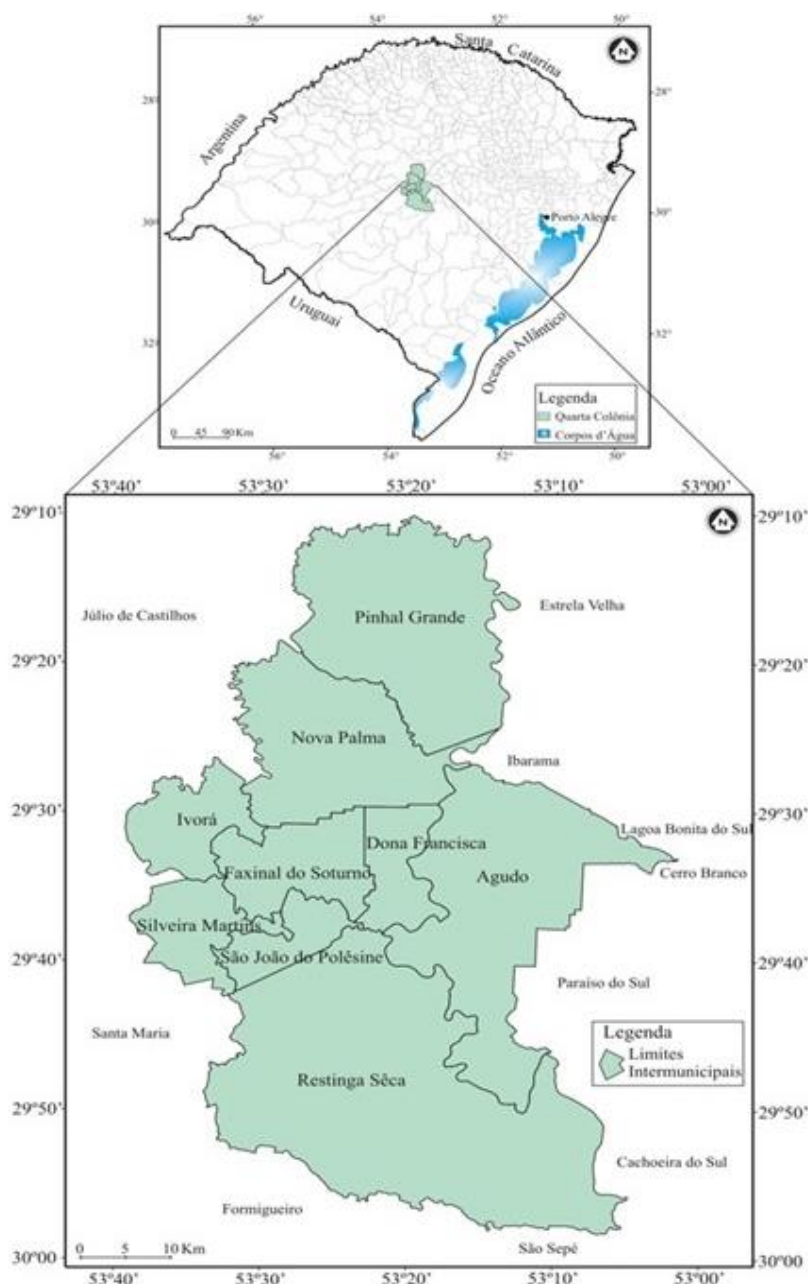 56°
54°
52°
50°
N
Santa
Catarina
28°
28°
Argentina
30°
30°
Porto Alegre
Uruguai
32°
32°
Oceano Atlântico
Legenda
Quarta Colônia
Corpos d'Água
0 45 90 Km
56°
54°
52°
50°
53°40'
53°30'
53°20'
53°10'
53°00'
29°10'
29°10'
N
Pinhal Grande
Estrela Velha
Júlio de Castilhos
29°20'
29°20'
Nova Palma
Ibarama
29°30'
29°30'
Ivorá
Dona Francisca
Lagoa Bonita do Sul
Faxinal do Soturno
Agudo
Cerro Branco
Silveira Martins
29°40'
29°40'
São João do Polêsine
Paraíso do Sul
Santa Maria
Legenda
Limites
Intermunicipais
Restinga Sêca
29°50'
29°50'
Cachoeira do Sul
Formigueiro
0 5 10 Km
São Sepé
30°00
30°00
53°40'
53°30'
53°20'
53°10'
53°00'